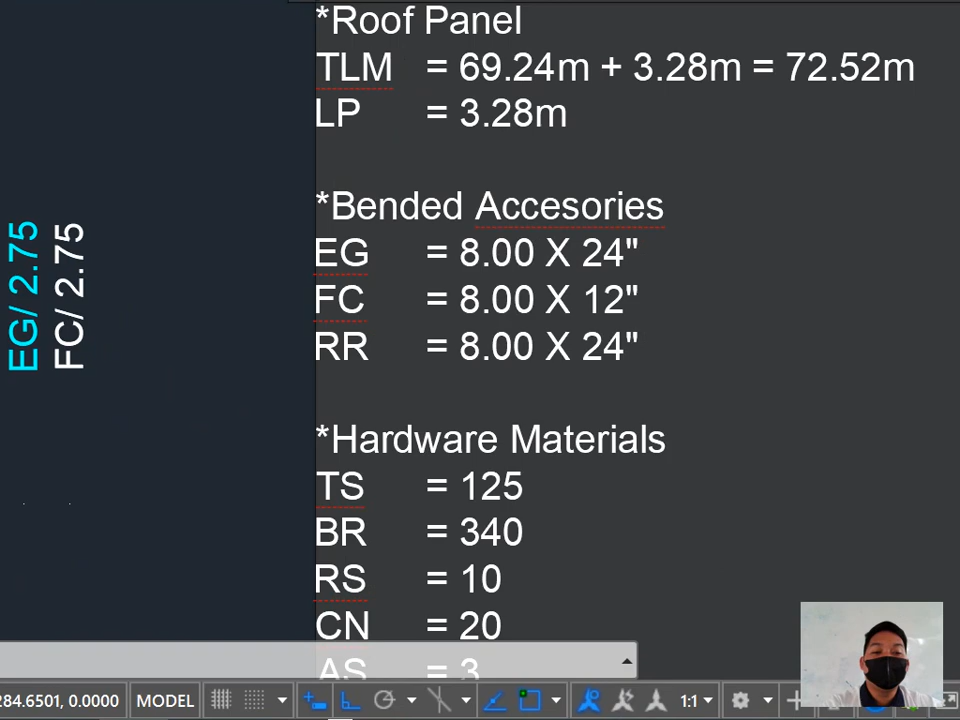 *Roof Panel
TLM = 69.24m + 3.28m = 72.52m
LP = 3.28m
*Bended Accesories
EG = 8.00 X 24"
FC = 8.00 X 12"
RR = 8.00 X 24"
*Hardware Materials
TS = 125
BR = 340
RS = 10
CN = 20
AS = 3
EG/ 2.75
FC/ 2.75
284.6501, 0.0000 MODEL 1:1